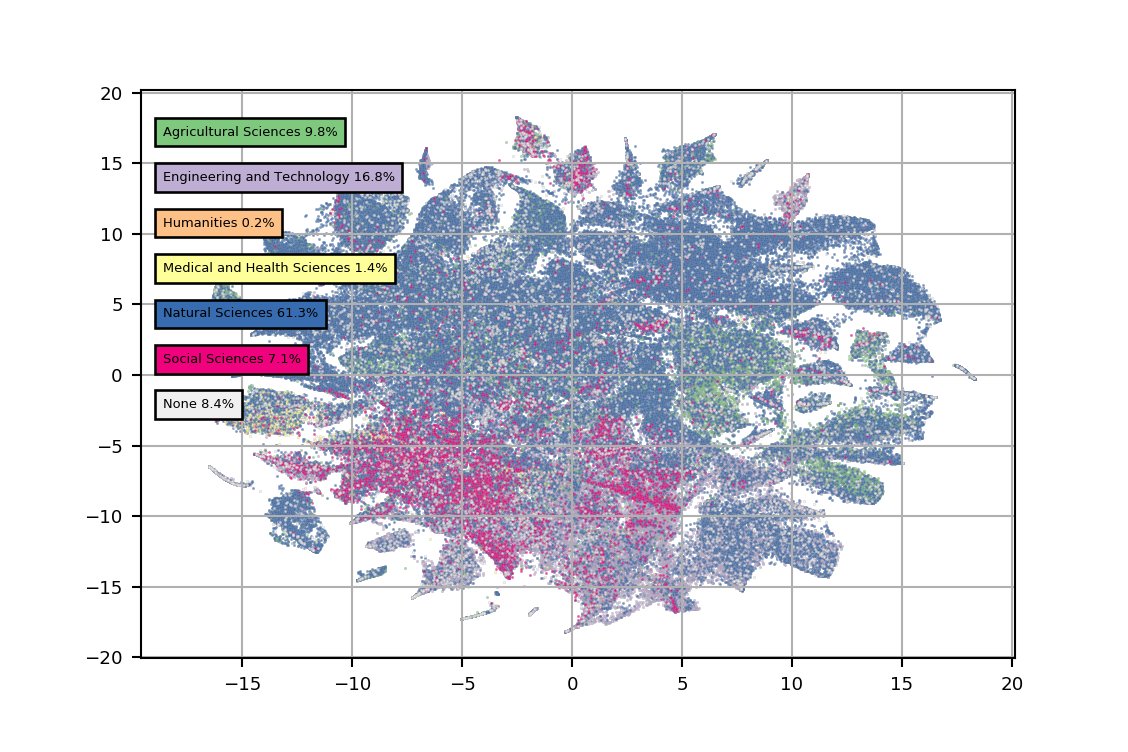 20
15
10
5
0
−5
−10
−15
−20
Agricultural Sciences 9.8%
Engineering and Technology 16.8%
Humanities 0.2%
Medical and Health Sciences 1.4%
Natural Sciences 61.3%
Social Sciences 7.1%
None 8.4%
−15 −10 −5 0 5 10 15 20